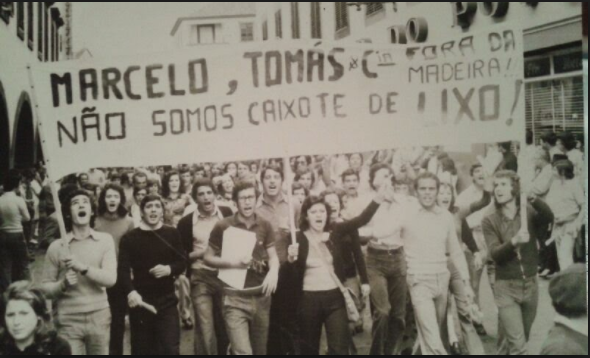 MARCELO, TOMÁS & Cia FORA DA MADEIRA!!
NÃO SOMOS CAIXOTE DE LIXO!